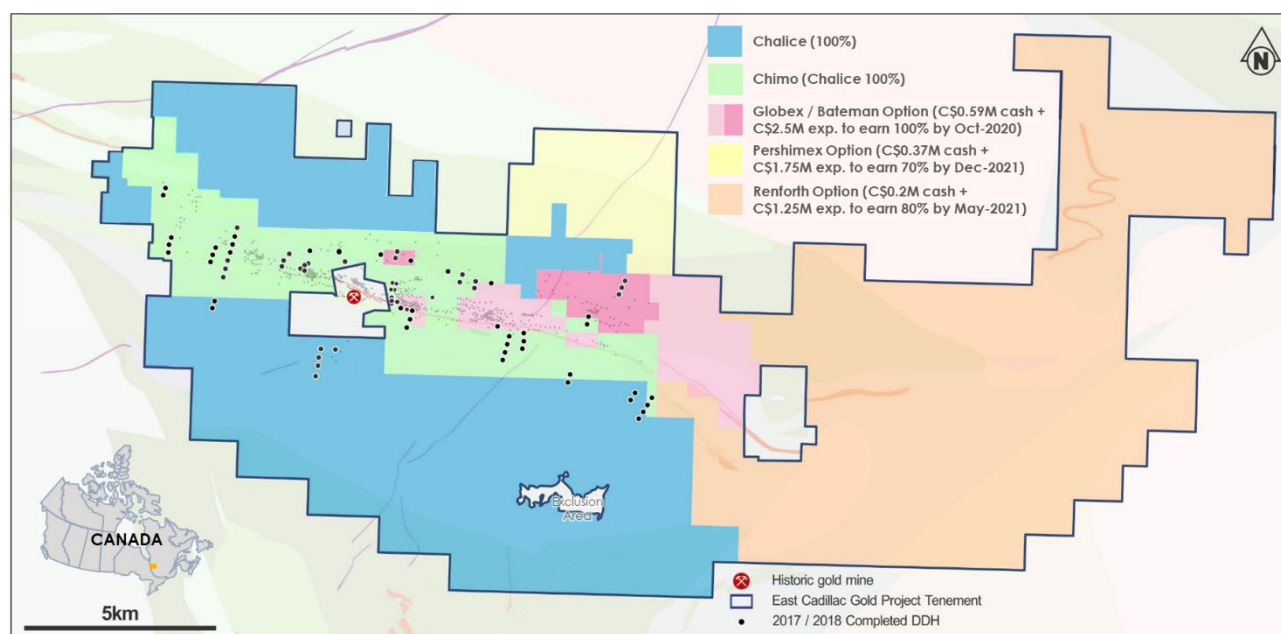 Chalice (100%)
Chimo (Chalice 100%)
Globex / Bateman Option (C$0.59M cash +
C$2.5M exp. to earn 100% by Oct-2020)
Pershimex Option (C$0.37M cash +
C$1.75M exp. to earn 70% by Dec-2021)
Renforth Option (C$0.2M cash +
C$1.25M exp. to earn 80% by May-2021)
N
Exclusion
Area
CANADA
5km
Historic gold mine
East Cadillac Gold Project Tenement
2017 / 2018 Completed DDH